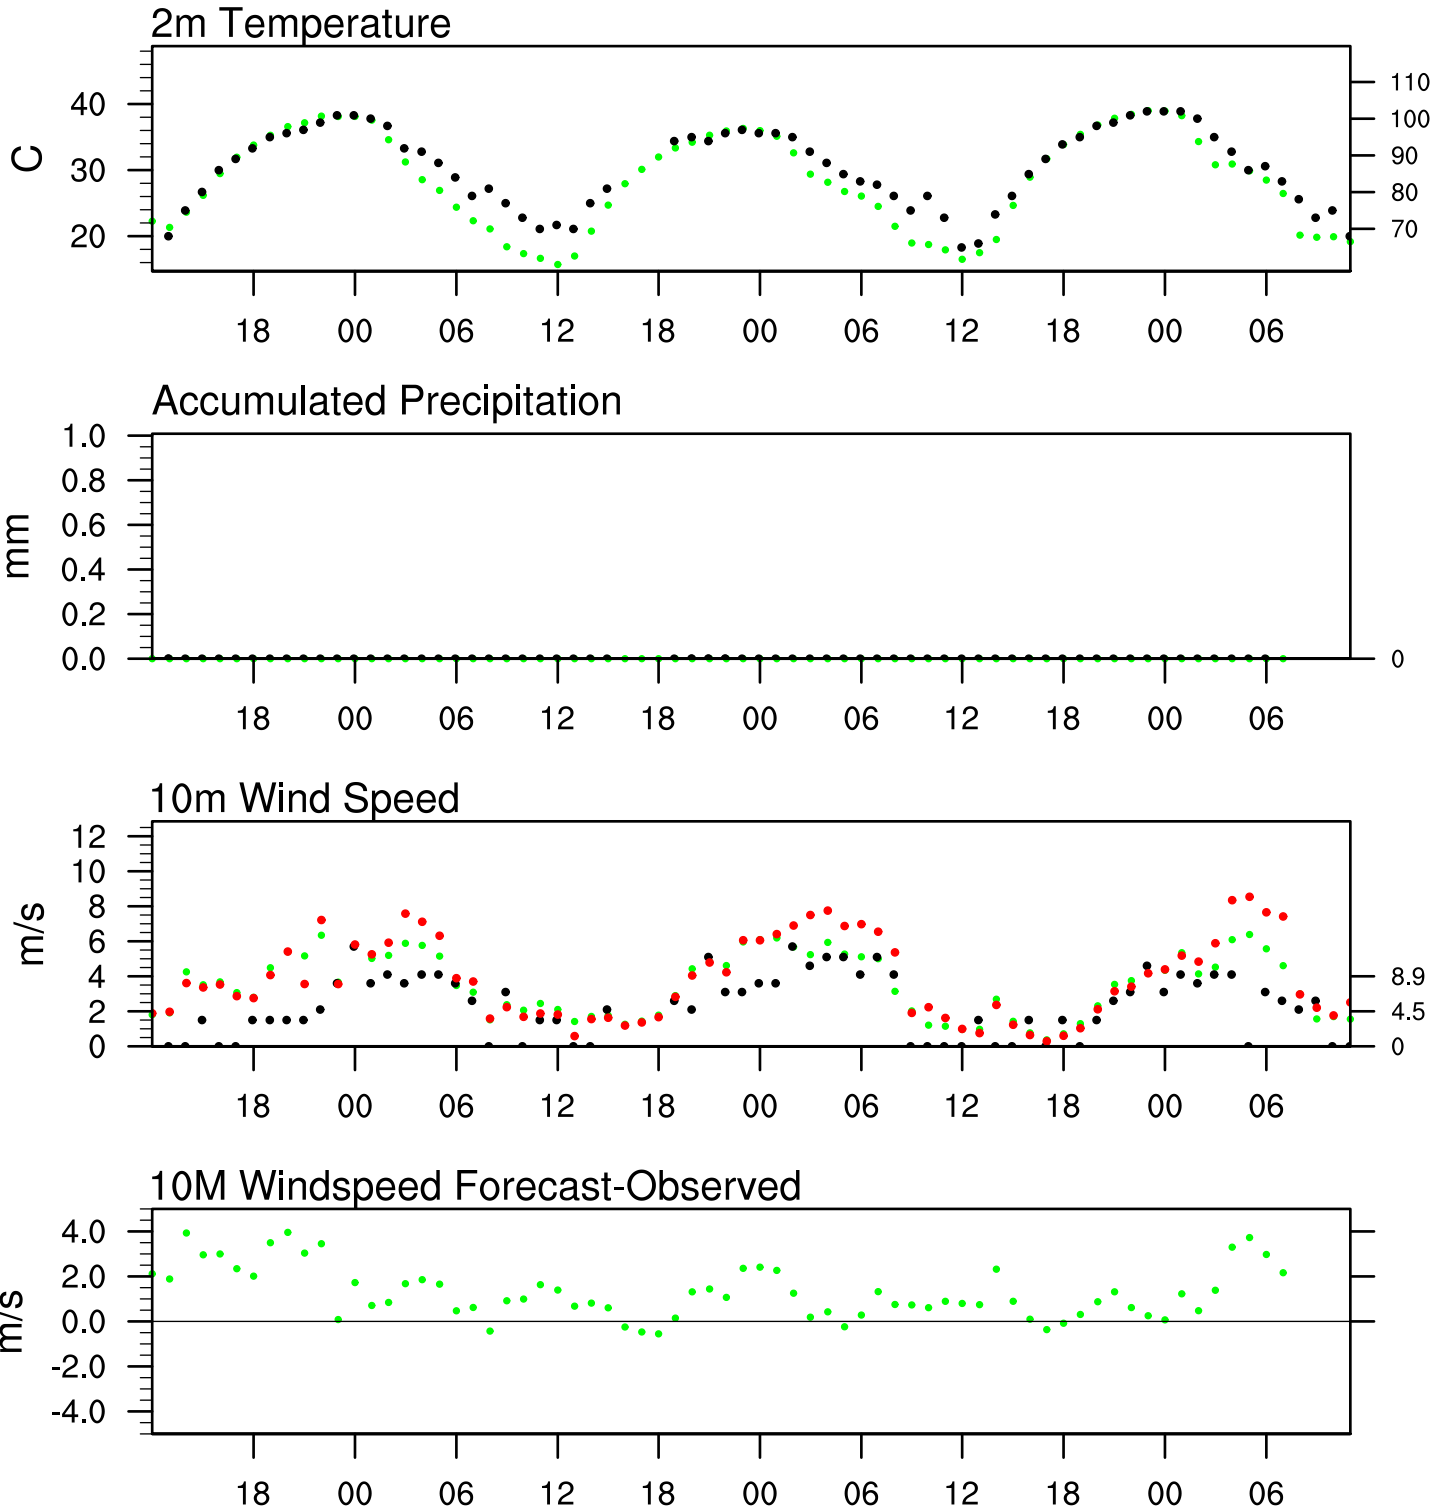 2m Temperature
40
30
20
C
110
100
90
80
70
18 00 06 12 18 00 06 12 18 00 06
Accumulated Precipitation
1.0
0.8
0.6
0.4
0.2
0.0
mm
0
18 00 06 12 18 00 06 12 18 00 06
10m Wind Speed
12
10
8
6
4
2
0
m/s
8.9
4.5
0
18 00 06 12 18 00 06 12 18 00 06
10M Windspeed Forecast-Observed
4.0
2.0
0.0
-2.0
-4.0
m/s
18 00 06 12 18 00 06 12 18 00 06